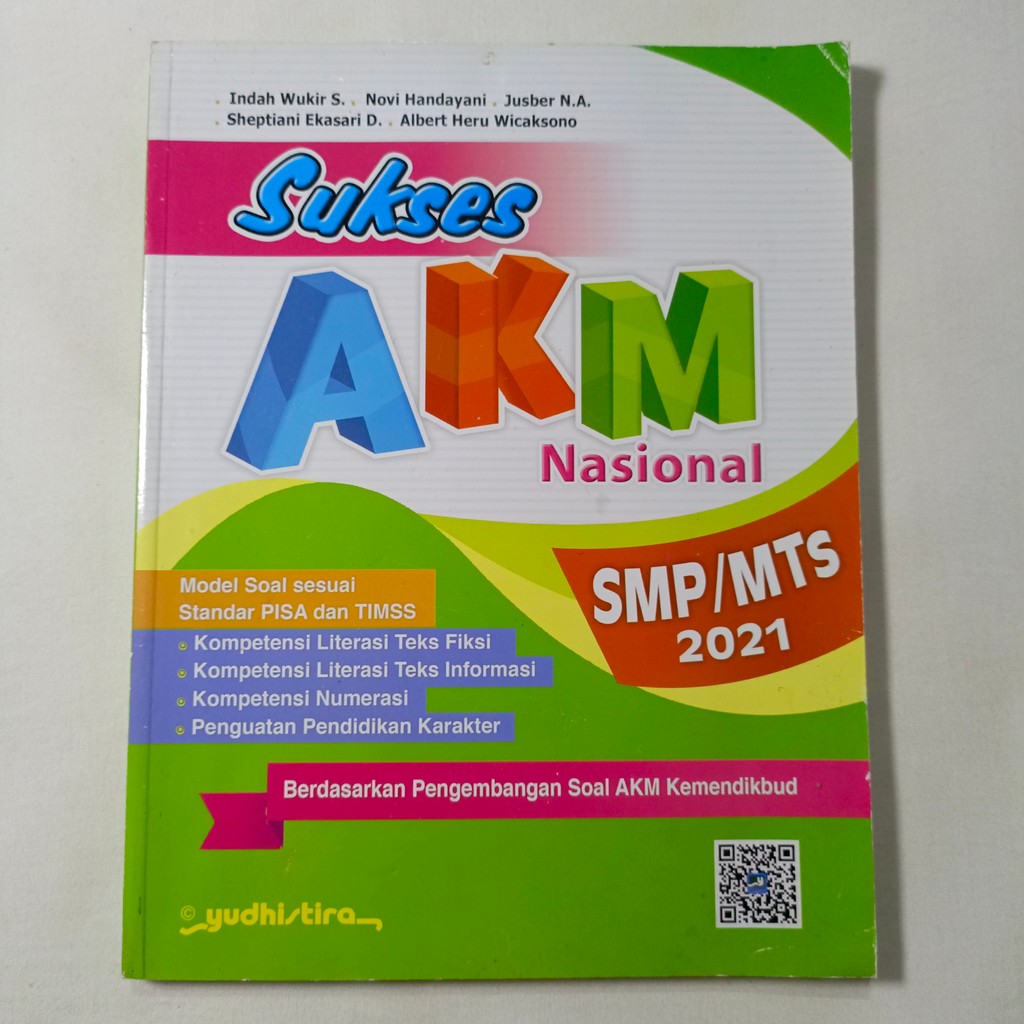 Indah Wukir S. . Novi Handayani . Jusber N.A.
. Sheptiani Ekasari D. . Albert Heru Wicaksono
Sukses
AKM
Nasional
SMP/MTs
2021
Model Soal sesuai
Standar PISA dan TIMSS
Kompetensi Literasi Teks Fiksi
Kompetensi Literasi Teks Informasi
Kompetensi Numerasi
Penguatan Pendidikan Karakter
Berdasarkan Pengembangan Soal AKM Kemendikbud
© yudhistira